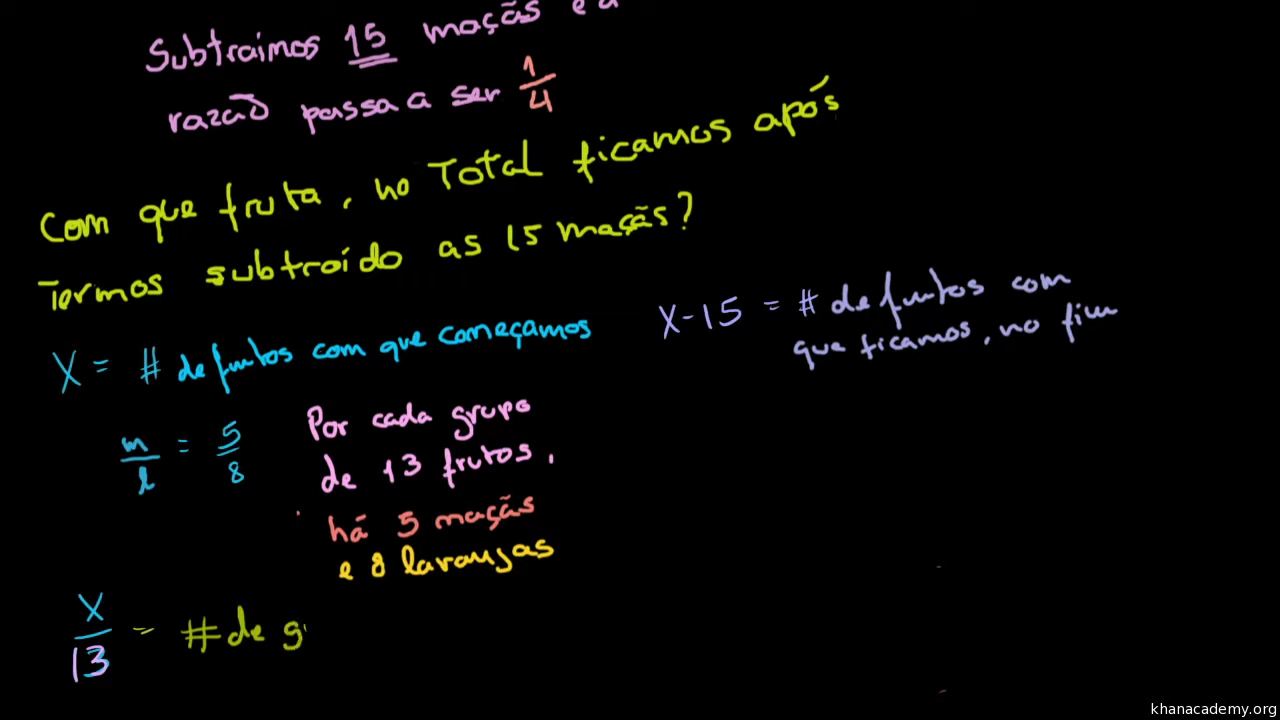 Subtraímos 15 maçãs e a
razão passa a ser 1/4
Com que fruta, no Total ficamos após
Termos subtraído as 15 maçãs?
X = # de frutos com que começamos
X-15 = # de frutos com
que ficamos, no fim
m/l = 5/8
Por cada grupo
de 13 frutos,
há 5 maçãs
e 8 laranjas
X/13 = # de g
khanacademy.org